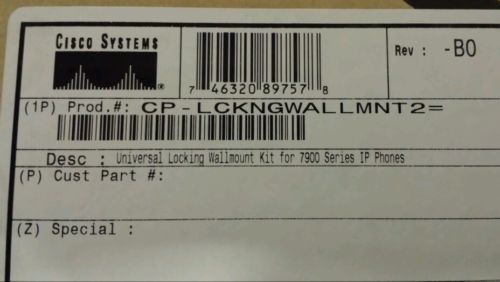 CISCO SYSTEMS
®
7 46320 89757 8
Rev : -B0
(1P) Prod.#: CP-LCKNGWALLMNT2=
Desc : Universal Locking Wallmount Kit for 7900 Series IP Phones
(P) Cust Part #:
(Z) Special :